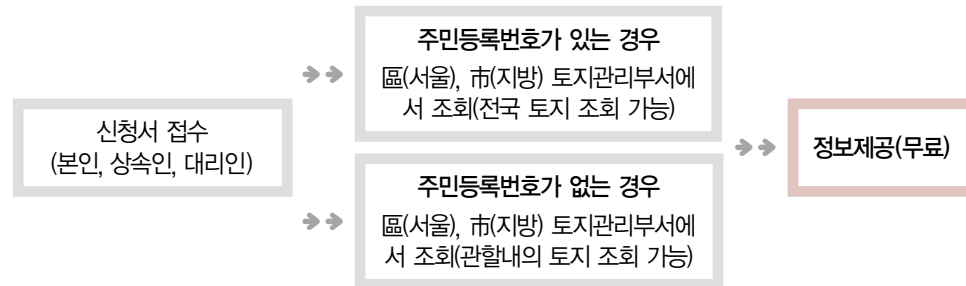 주민등록번호가 있는 경우
區(서울), 市(지방) 토지관리부서에
서 조회(전국 토지 조회 가능)
신청서 접수
(본인, 상속인, 대리인)
정보제공(무료)
주민등록번호가 없는 경우
區(서울), 市(지방) 토지관리부서에
서 조회(관할내의 토지 조회 가능)